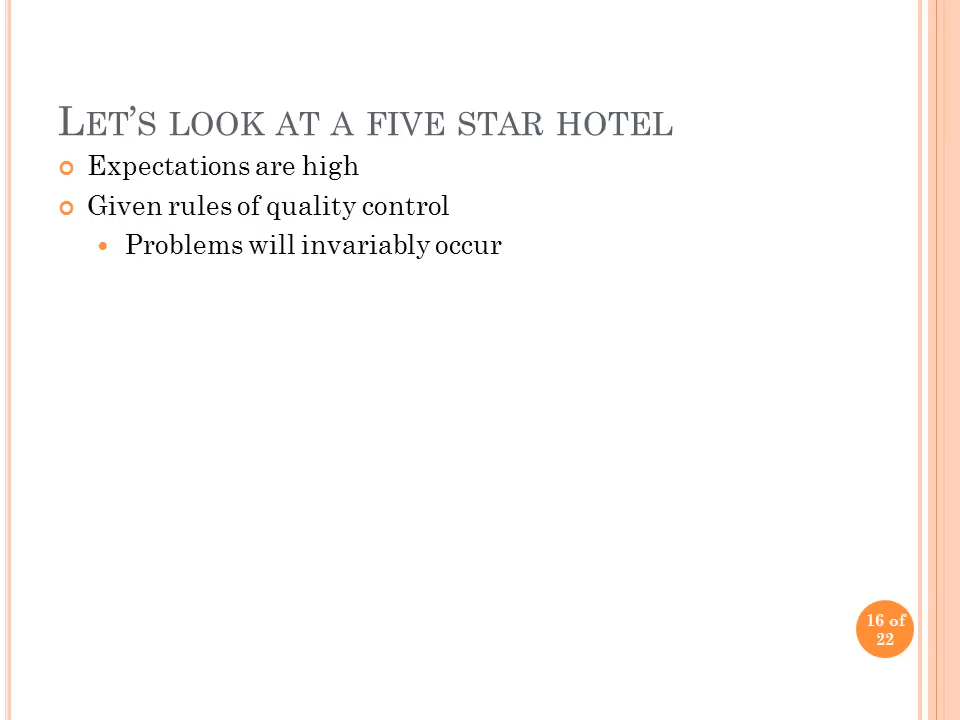 Let's look at a five star hotel
Expectations are high
Given rules of quality control
Problems will invariably occur
16 of
22